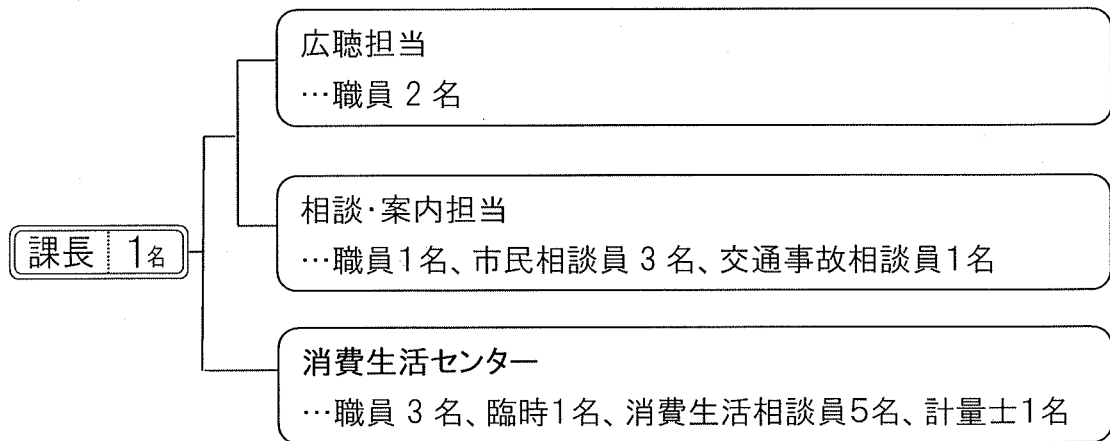 広聴担当
…職員 2 名
相談・案内担当
…職員1名、市民相談員 3 名、交通事故相談員1名
課長 1名
消費生活センター
…職員 3 名、臨時1名、消費生活相談員5名、計量士1名